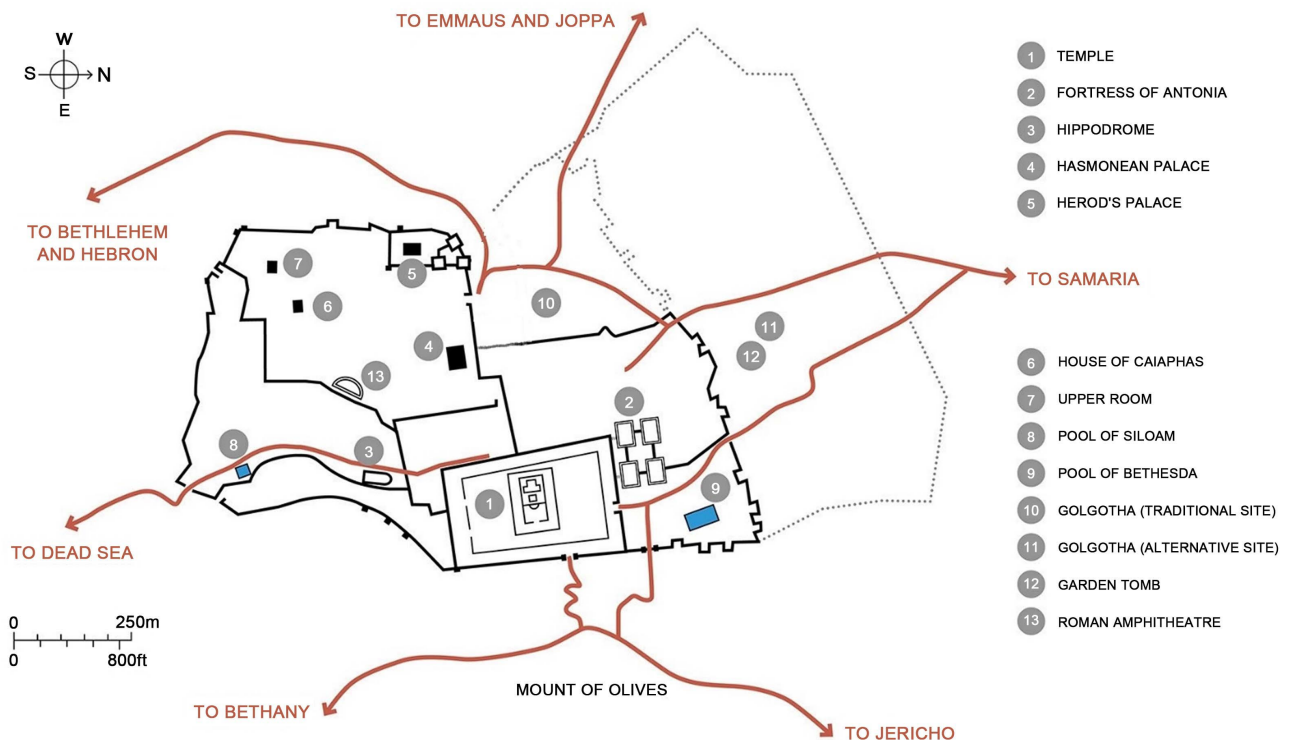 TO EMMAUS AND JOPPA
W
S N
E
TO BETHLEHEM
AND HEBRON
TO SAMARIA
TO DEAD SEA
TO BETHANY
MOUNT OF OLIVES
TO JERICHO
0 250m
0 800ft
7
5
6
10
4
13
11
12
2
8
3
1
9
1 TEMPLE
2 FORTRESS OF ANTONIA
3 HIPPODROME
4 HASMONEAN PALACE
5 HEROD'S PALACE
6 HOUSE OF CAIAPHAS
7 UPPER ROOM
8 POOL OF SILOAM
9 POOL OF BETHESDA
10 GOLGOTHA (TRADITIONAL SITE)
11 GOLGOTHA (ALTERNATIVE SITE)
12 GARDEN TOMB
13 ROMAN AMPHITHEATRE